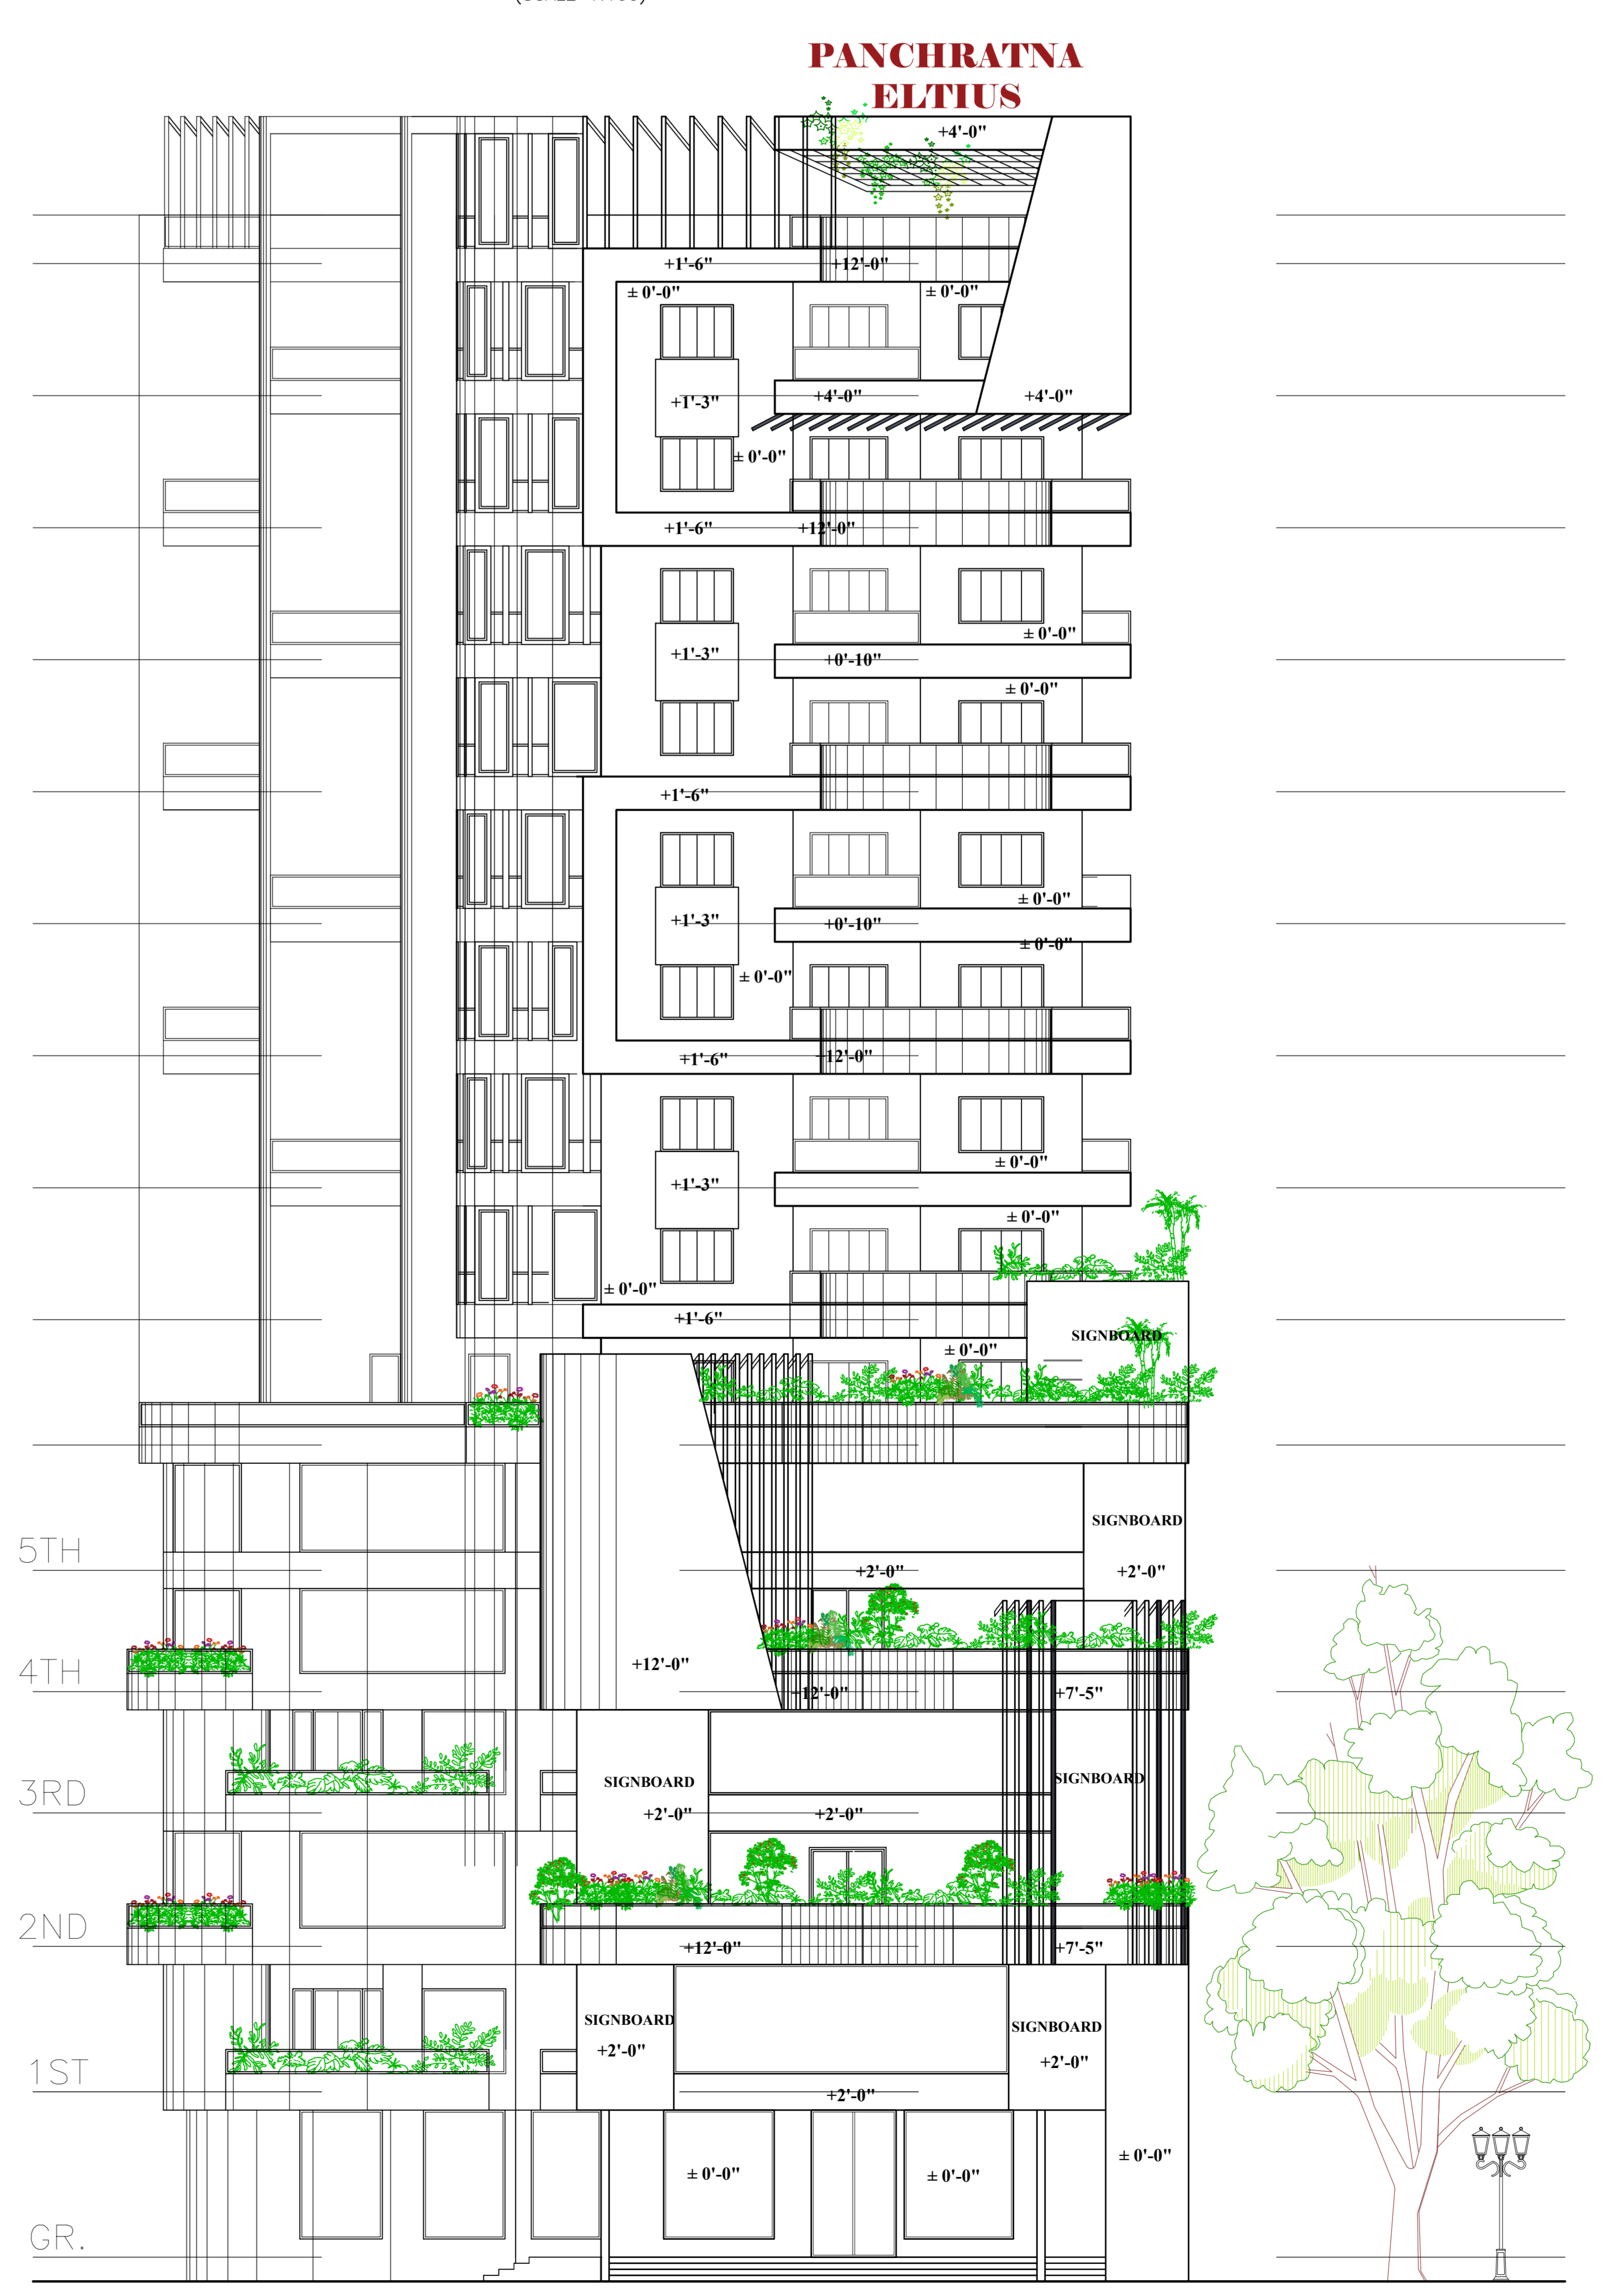 PANCHRATNA
ELTIUS
+4'-0"
+1'-6" +12'-0"
± 0'-0" ± 0'-0"
+1'-3" +4'-0" +4'-0"
± 0'-0"
+1'-6" +12'-0"
± 0'-0"
+1'-3" +0'-10"
± 0'-0"
+1'-6"
± 0'-0"
+1'-3" +0'-10"
± 0'-0"
± 0'-0"
+1'-6" +12'-0"
± 0'-0"
+1'-3"
± 0'-0"
± 0'-0"
+1'-6"
SIGNBOARD
± 0'-0"
SIGNBOARD
5TH
+2'-0" +2'-0"
+12'-0"
4TH
+12'-0" +7'-5"
SIGNBOARD SIGNBOARD
3RD
+2'-0" +2'-0"
2ND
+12'-0" +7'-5"
SIGNBOARD SIGNBOARD
+2'-0" +2'-0"
1ST
+2'-0"
± 0'-0"
± 0'-0" ± 0'-0"
GR.